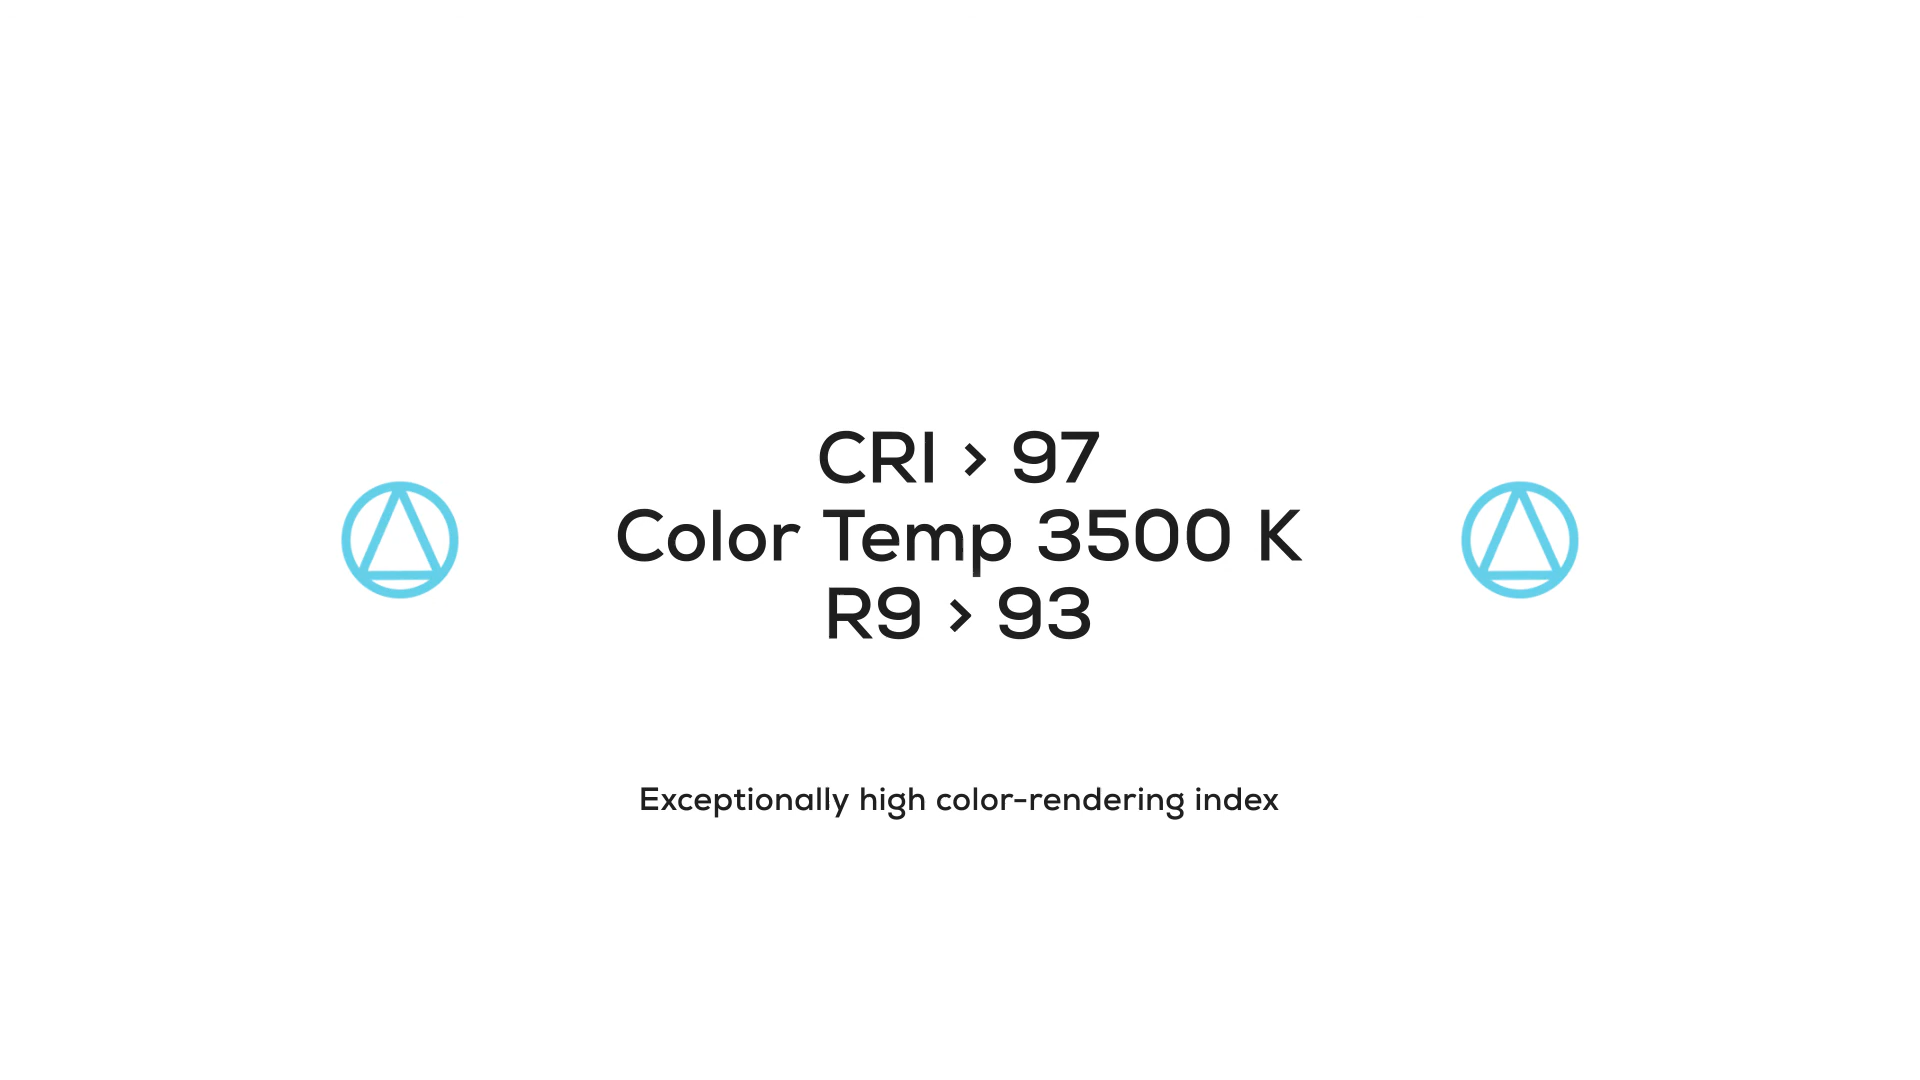 CRI > 97
Color Temp 3500 K
R9 > 93
Exceptionally high color-rendering index